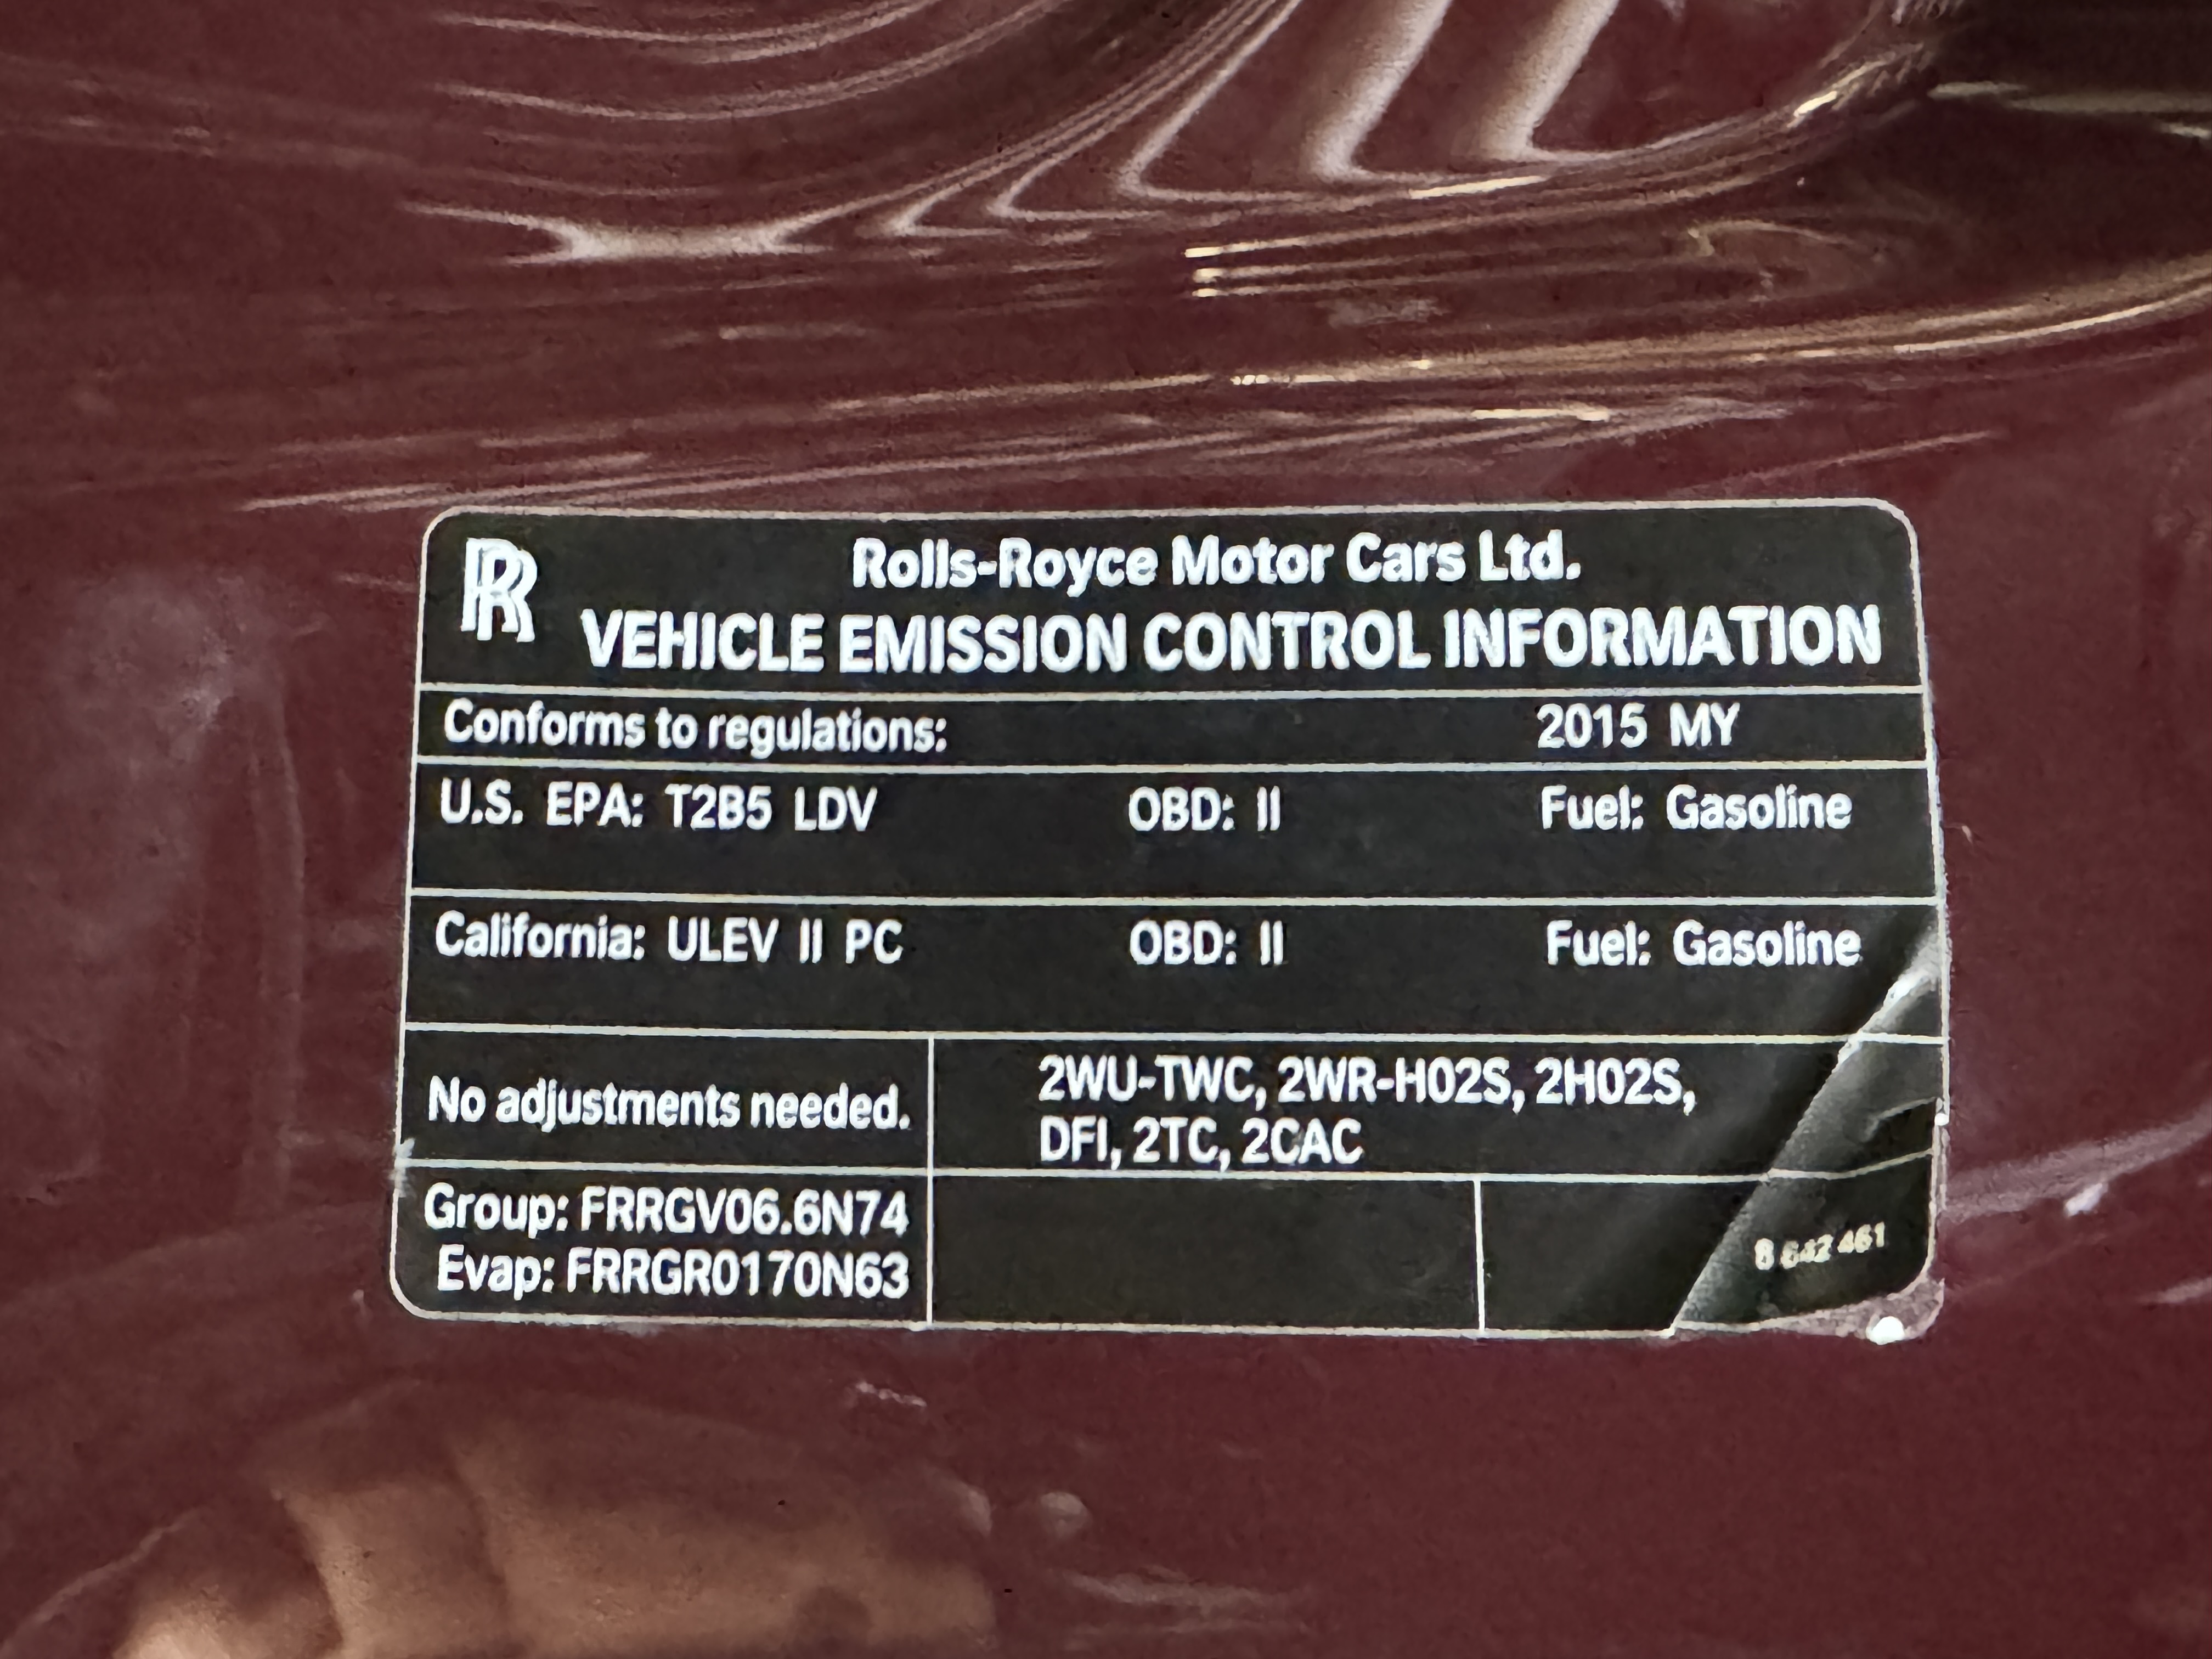 RR
Rolls-Royce Motor Cars Ltd.
VEHICLE EMISSION CONTROL INFORMATION
Conforms to regulations: 2015 MY
U.S. EPA: T2B5 LDV OBD: II Fuel: Gasoline
California: ULEV II PC OBD: II Fuel: Gasoline
No adjustments needed.
2WU-TWC, 2WR-HO2S, 2HO2S,
DFI, 2TC, 2CAC
Group: FRRGV06.6N74
Evap: FRRGR0170N63
8 642 461